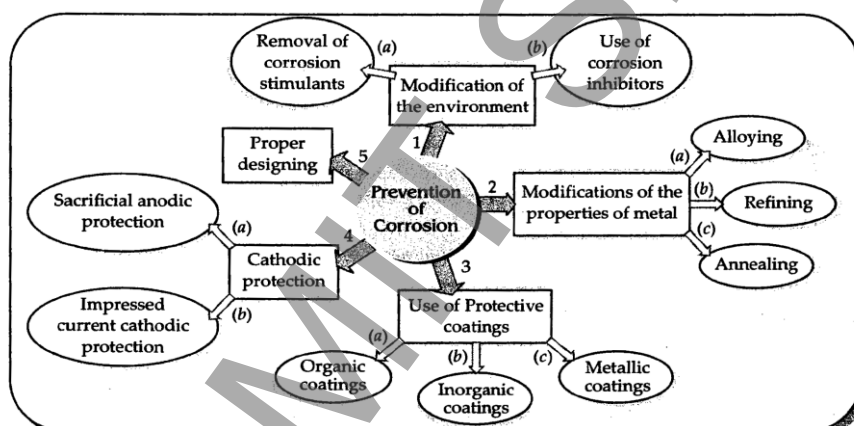 Removal of
corrosion
stimulants
(a)
Modification of
the environment
(b)
Use of
corrosion
inhibitors
1
Proper
designing
5
Prevention
of
Corrosion
2
Modifications of the
properties of metal
(a)
Alloying
(b)
Refining
(c)
Annealing
3
Use of Protective
coatings
(a)
Organic
coatings
(b)
Inorganic
coatings
(c)
Metallic
coatings
4
Cathodic
protection
(a)
Sacrificial anodic
protection
(b)
Impressed
current cathodic
protection